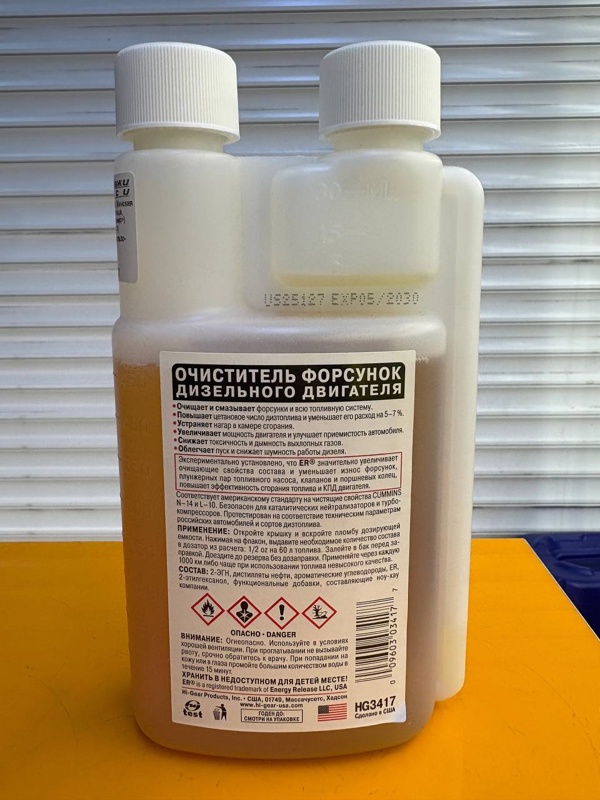 30 ML
15
US25127 EXP05/2030
ОЧИСТИТЕЛЬ ФОРСУНОК
ДИЗЕЛЬНОГО ДВИГАТЕЛЯ
• Очищает и смазывает форсунки и всю топливную систему.
• Повышает цетановое число дизтоплива и уменьшает его расход на 5–7 %.
• Устраняет нагар в камере сгорания.
• Увеличивает мощность двигателя и улучшает приемистость автомобиля.
• Снижает токсичность и дымность выхлопных газов.
• Облегчает пуск и снижает шумность работы дизеля.
Экспериментально установлено, что ER® значительно увеличивает
очищающие свойства состава и уменьшает износ форсунок,
плунжерных пар топливного насоса, клапанов и поршневых колец,
повышает эффективность сгорания топлива и КПД двигателя.
Соответствует американскому стандарту на чистящие свойства CUMMINS
N–14 и L–10. Безопасен для каталитических нейтрализаторов и турбо-
компрессоров. Протестирован на соответствие техническим параметрам
российских автомобилей и сортов дизтоплива.
ПРИМЕНЕНИЕ: Откройте крышку и вскройте пломбу дозирующей
емкости. Нажимая на флакон, выдавите необходимое количество состава
в дозатор из расчета: 1/2 oz на 60 л топлива. Залейте в бак перед за-
правкой. Доездите до резерва без дозаправки. Применяйте через каждую
1000 км либо чаще при использовании топлива невысокого качества.
СОСТАВ: 2-ЭГН, дистилляты нефти, ароматические углеводороды, ER,
2-этилгексанол, функциональные добавки, составляющие ноу-хау
компании.
ОПАСНО • DANGER
ВНИМАНИЕ: Огнеопасно. Используйте в условиях
хорошей вентиляции. При проглатывании не вызывайте
рвоту, срочно обратитесь к врачу. При попадании на
кожу или в глаза промойте большим количеством воды в
течение 15 минут.
ХРАНИТЬ В НЕДОСТУПНОМ ДЛЯ ДЕТЕЙ МЕСТЕ!
ER® is a registered trademark of Energy Release LLC, USA
Hi-Gear Products, Inc. • США, 01749, Массачусетс, Хадсон
www.hi-gear-usa.com
test
ГОДЕН ДО:
СМОТРИ НА УПАКОВКЕ
HG3417
Сделано в США
0 09603 03417 7